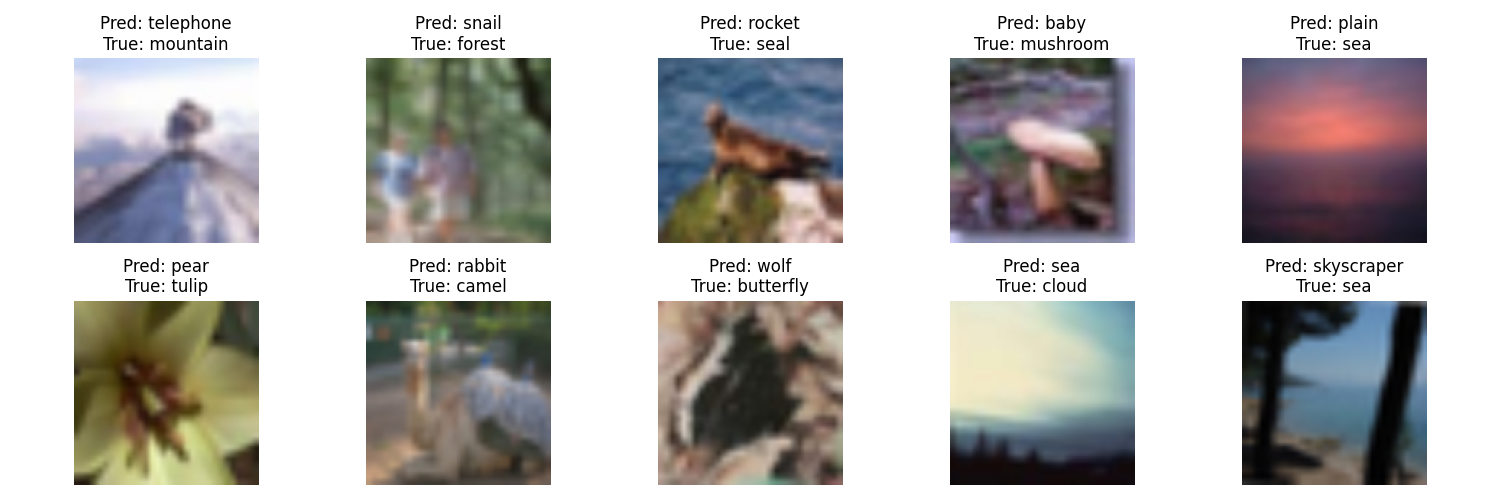 Pred: telephone
True: mountain
Pred: snail
True: forest
Pred: rocket
True: seal
Pred: baby
True: mushroom
Pred: plain
True: sea
Pred: pear
True: tulip
Pred: rabbit
True: camel
Pred: wolf
True: butterfly
Pred: sea
True: cloud
Pred: skyscraper
True: sea